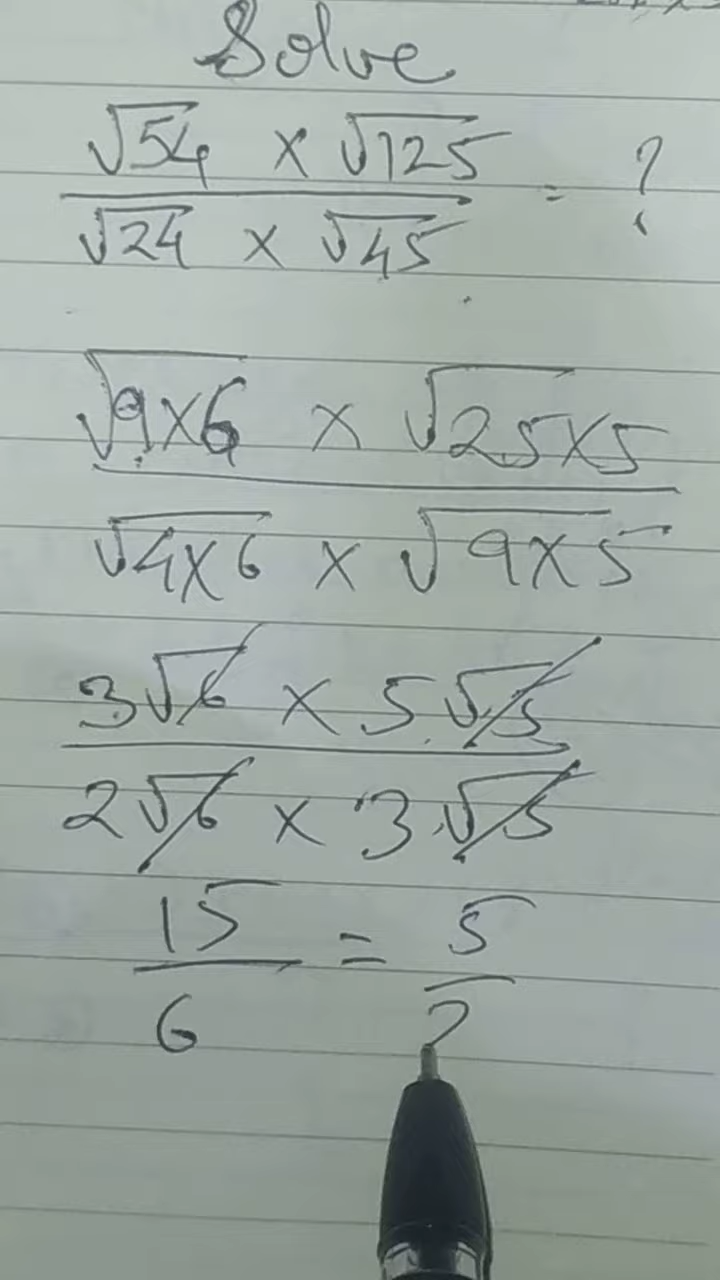 Solve
√54 × √125
= ?
√24 × √45
√9×6 × √25×5
√4×6 × √9×5
3√6 × 5√5
2√6 × 3√5
15 = 5
6